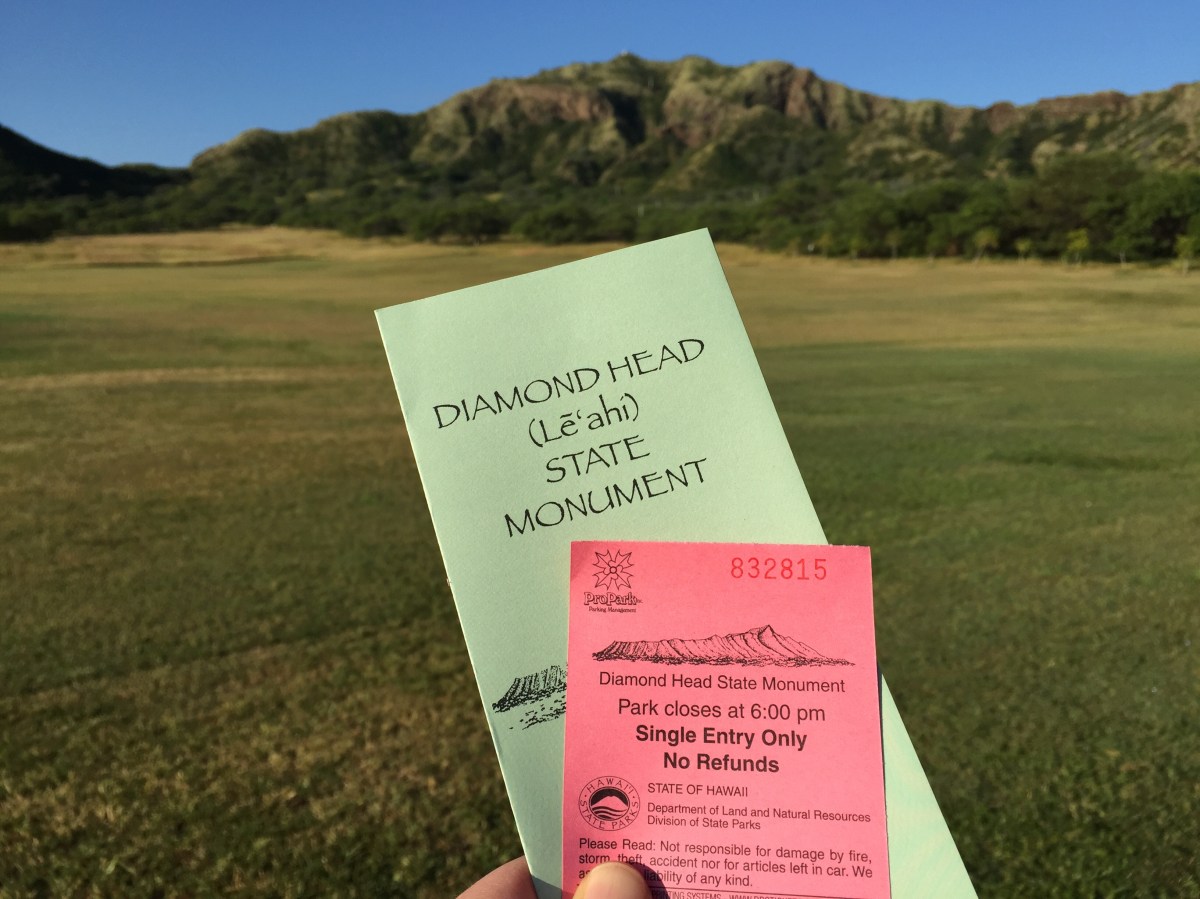 DIAMOND HEAD
(Lēʻahi)
STATE
MONUMENT
832815
ProPark
Parking Management
Diamond Head State Monument
Park closes at 6:00 pm
Single Entry Only
No Refunds
HAWAII
STATE PARKS
STATE OF HAWAII
Department of Land and Natural Resources
Division of State Parks
Please Read: Not responsible for damage by fire,
storm, theft, accident nor for articles left in car. We
liability of any kind.
SYSTEMS